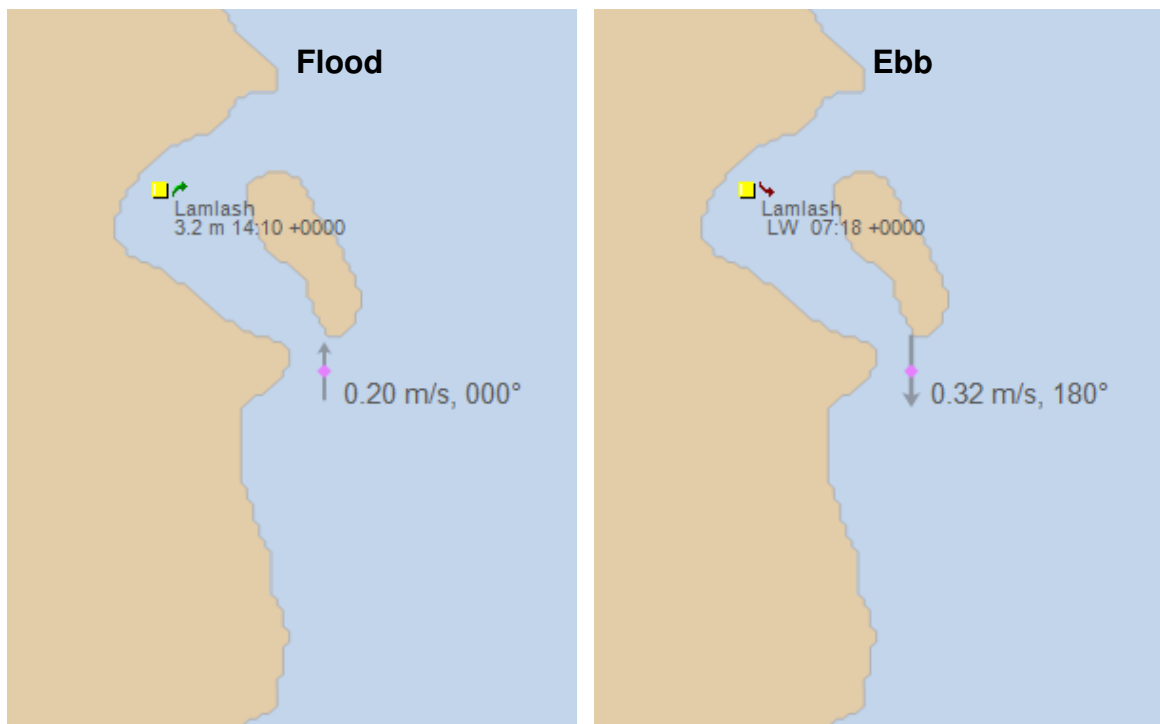 Flood
Lamlash
3.2 m 14:10 +0000
0.20 m/s, 000°
Ebb
Lamlash
LW 07:18 +0000
0.32 m/s, 180°